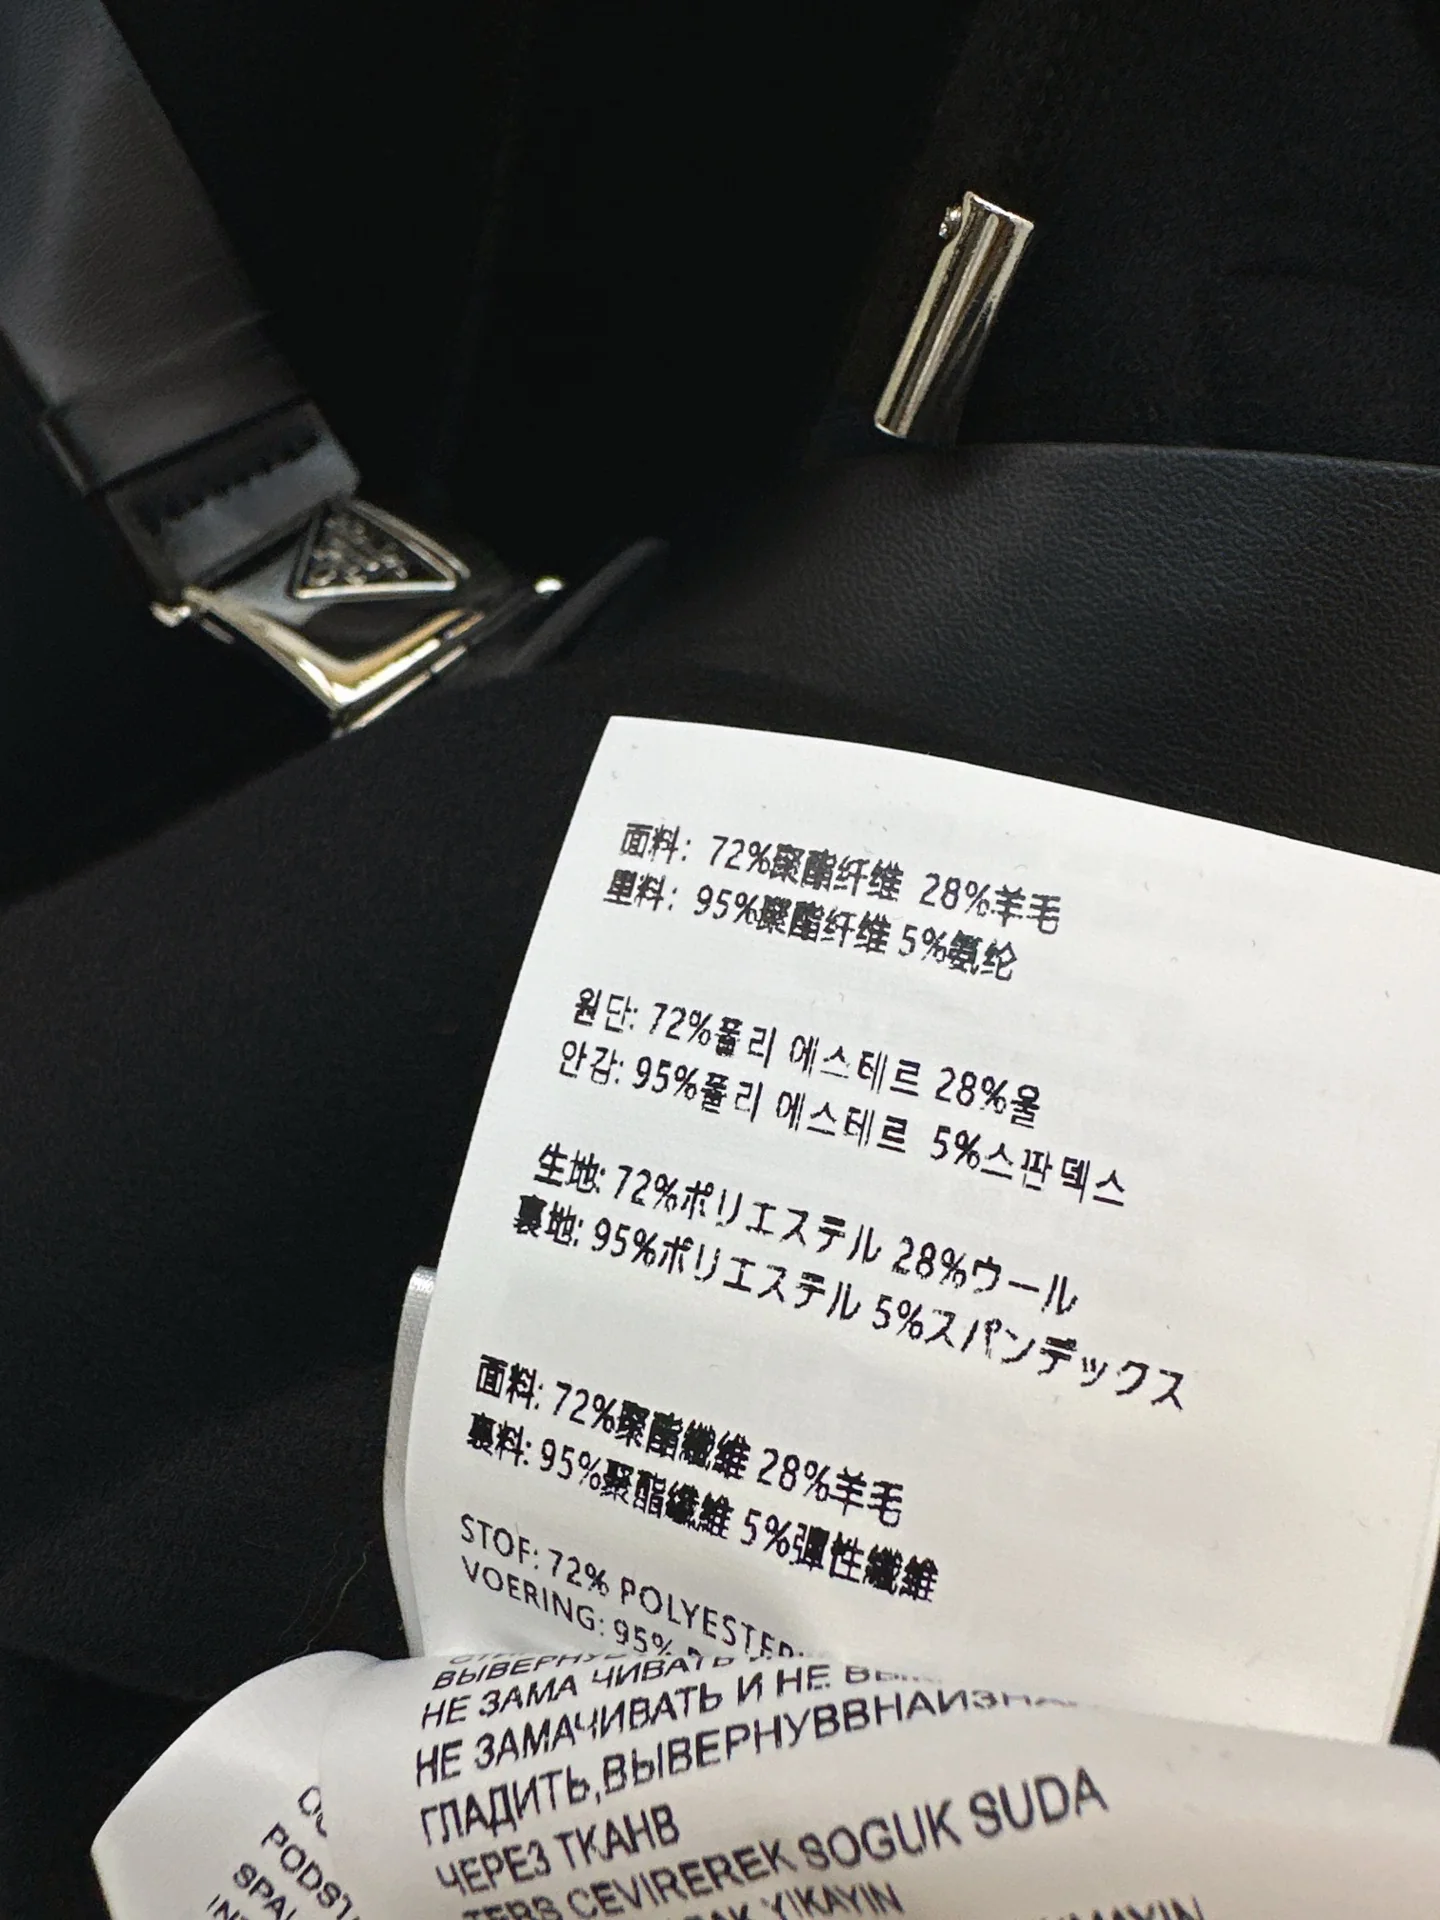 面料: 72%聚酯纤维 28%羊毛
里料: 95%聚酯纤维 5%氨纶
원단: 72%폴리 에스테르 28%울
안감: 95%폴리 에스테르 5%스판덱스
生地: 72%ポリエステル 28%ウール
裏地: 95%ポリエステル 5%スパンデックス
面料: 72%聚酯纖維 28%羊毛
裏料: 95%聚酯纖維 5%彈性纖維
STOF: 72% POLYESTER
VOERING: 95%
НЕ ЗАМА ЧИВАТЬ
НЕ ЗАМАЧИВАТЬ И НЕ
ГЛАДИТЬ,ВЫВЕРНУВВНАИЗНА
ЧЕРЕЗ ТКАНВ
TERS CEVIREREK SOGUK SUDA
YIKAYIN